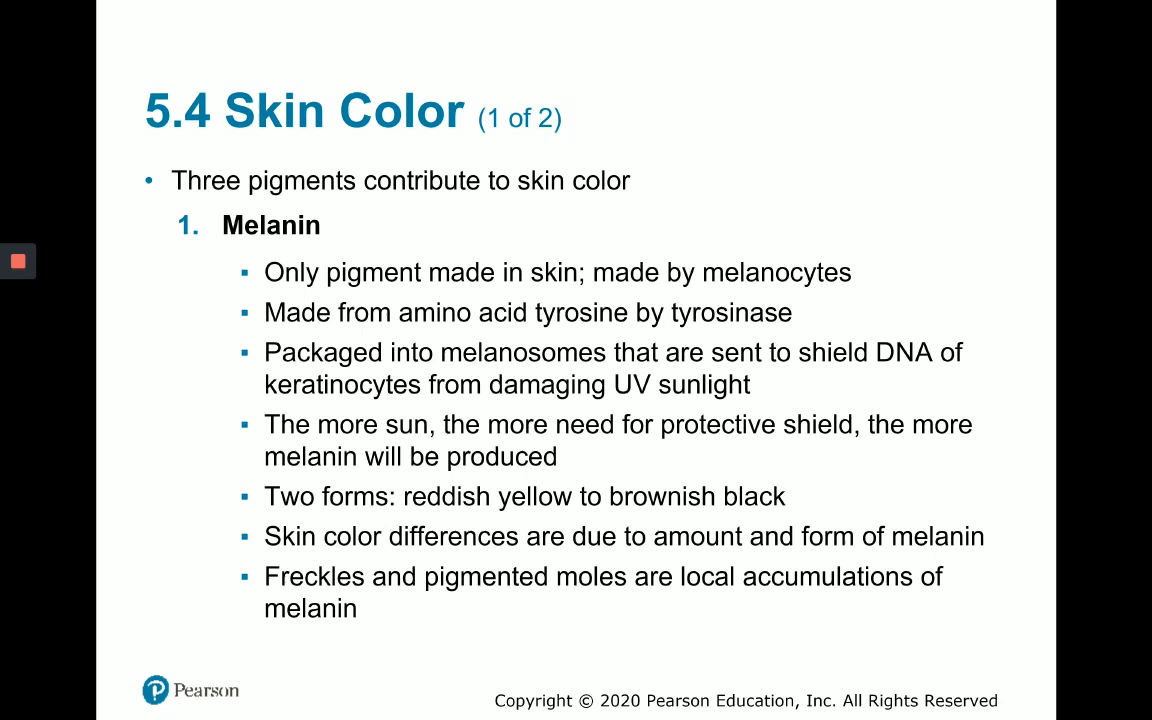 5.4 Skin Color (1 of 2)
• Three pigments contribute to skin color
1. Melanin
▪ Only pigment made in skin; made by melanocytes
▪ Made from amino acid tyrosine by tyrosinase
▪ Packaged into melanosomes that are sent to shield DNA of
keratinocytes from damaging UV sunlight
▪ The more sun, the more need for protective shield, the more
melanin will be produced
▪ Two forms: reddish yellow to brownish black
▪ Skin color differences are due to amount and form of melanin
▪ Freckles and pigmented moles are local accumulations of
melanin
P Pearson
Copyright © 2020 Pearson Education, Inc. All Rights Reserved